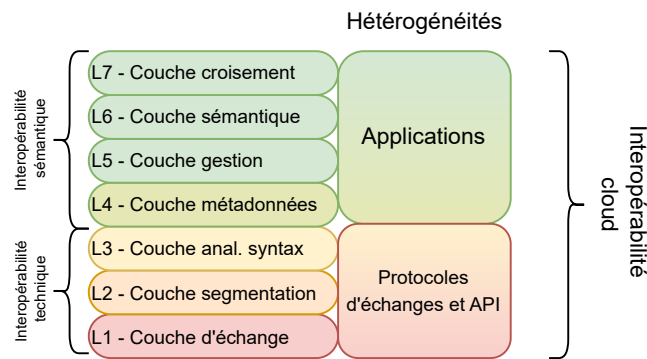 Hétérogénéités
Interopérabilité
sémantique
L7 - Couche croisement
L6 - Couche sémantique
L5 - Couche gestion
L4 - Couche métadonnées
Applications
Interopérabilité
technique
L3 - Couche anal. syntax
L2 - Couche segmentation
L1 - Couche d'échange
Protocoles
d'échanges et API
Interopérabilité
cloud